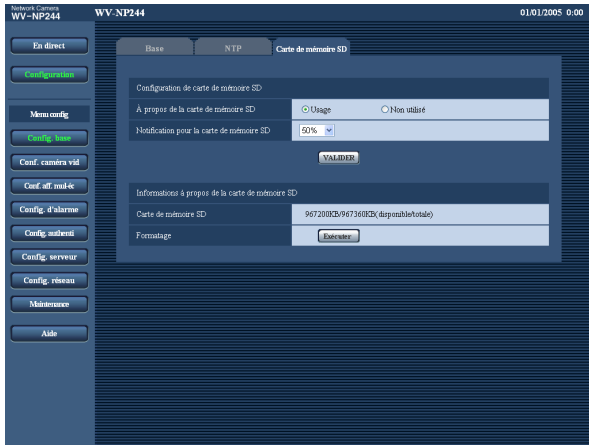 Network Camera
WV-NP244
WV-NP244
01/01/2005 0:00
En direct
Configuration
Menu config
Config. base
Conf. caméra vid
Conf. aff. mul-éc
Config. d'alarme
Config. authenti
Config. serveur
Config. réseau
Maintenance
Aide
Base
NTP
Carte de mémoire SD
Configuration de carte de mémoire SD
À propos de la carte de mémoire SD
Usage
Non utilisé
Notification pour la carte de mémoire SD
50%
VALIDER
Informations à propos de la carte de mémoire SD
Carte de mémoire SD
967200KB/967360KB(disponible/totale)
Formatage
Exécuter